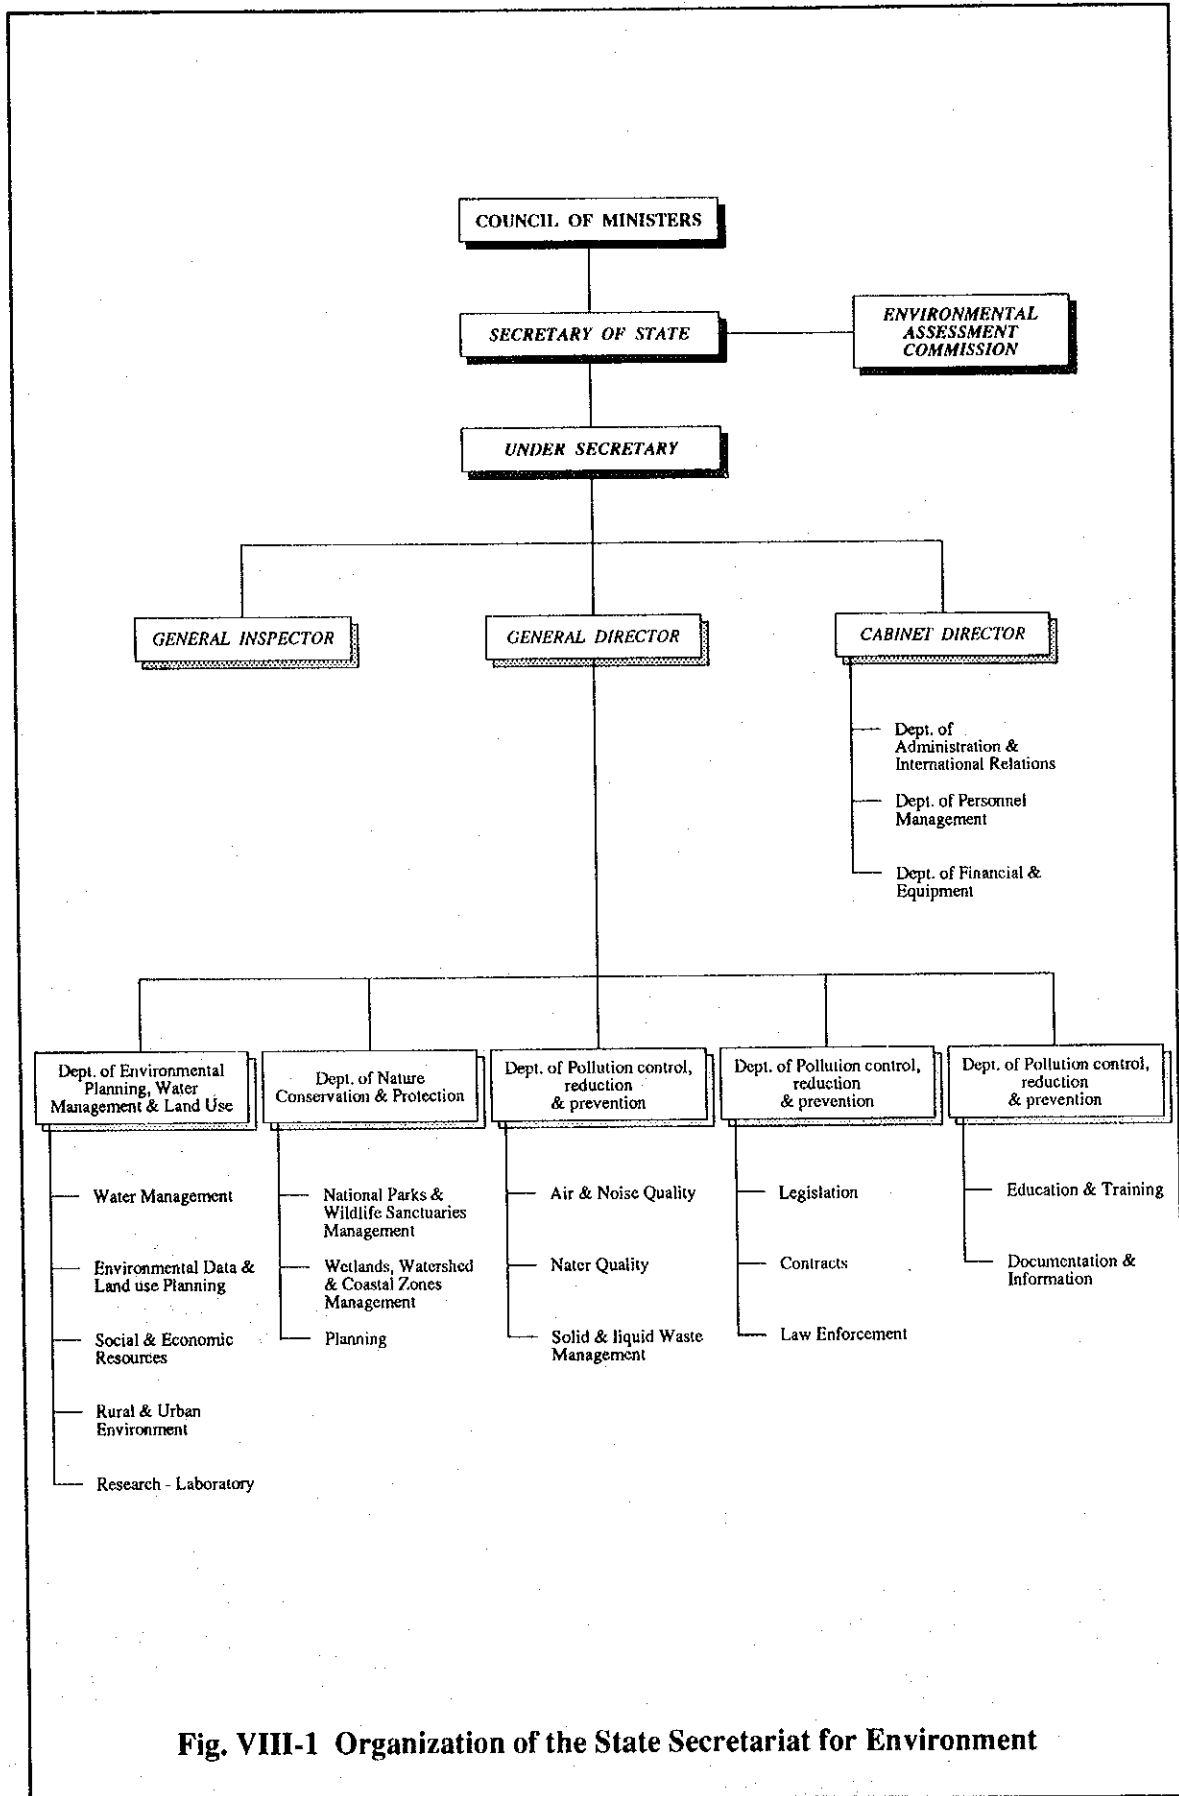 COUNCIL OF MINISTERS
SECRETARY OF STATE
ENVIRONMENTAL
ASSESSMENT
COMMISSION
UNDER SECRETARY
GENERAL INSPECTOR
GENERAL DIRECTOR
CABINET DIRECTOR
Dept. of
Administration &
International Relations
Dept. of Personnel
Management
Dept. of Financial &
Equipment
Dept. of Environmental
Planning, Water
Management & Land Use
Dept. of Nature
Conservation & Protection
Dept. of Pollution control,
reduction
& prevention
Dept. of Pollution control,
reduction
& prevention
Dept. of Pollution control,
reduction
& prevention
Water Management
Environmental Data &
Land use Planning
Social & Economic
Resources
Rural & Urban
Environment
Research - Laboratory
National Parks &
Wildlife Sanctuaries
Management
Wetlands, Watershed
& Coastal Zones
Management
Planning
Air & Noise Quality
Nater Quality
Solid & liquid Waste
Management
Legislation
Contracts
Law Enforcement
Education & Training
Documentation &
Information
Fig. VIII-1 Organization of the State Secretariat for Environment